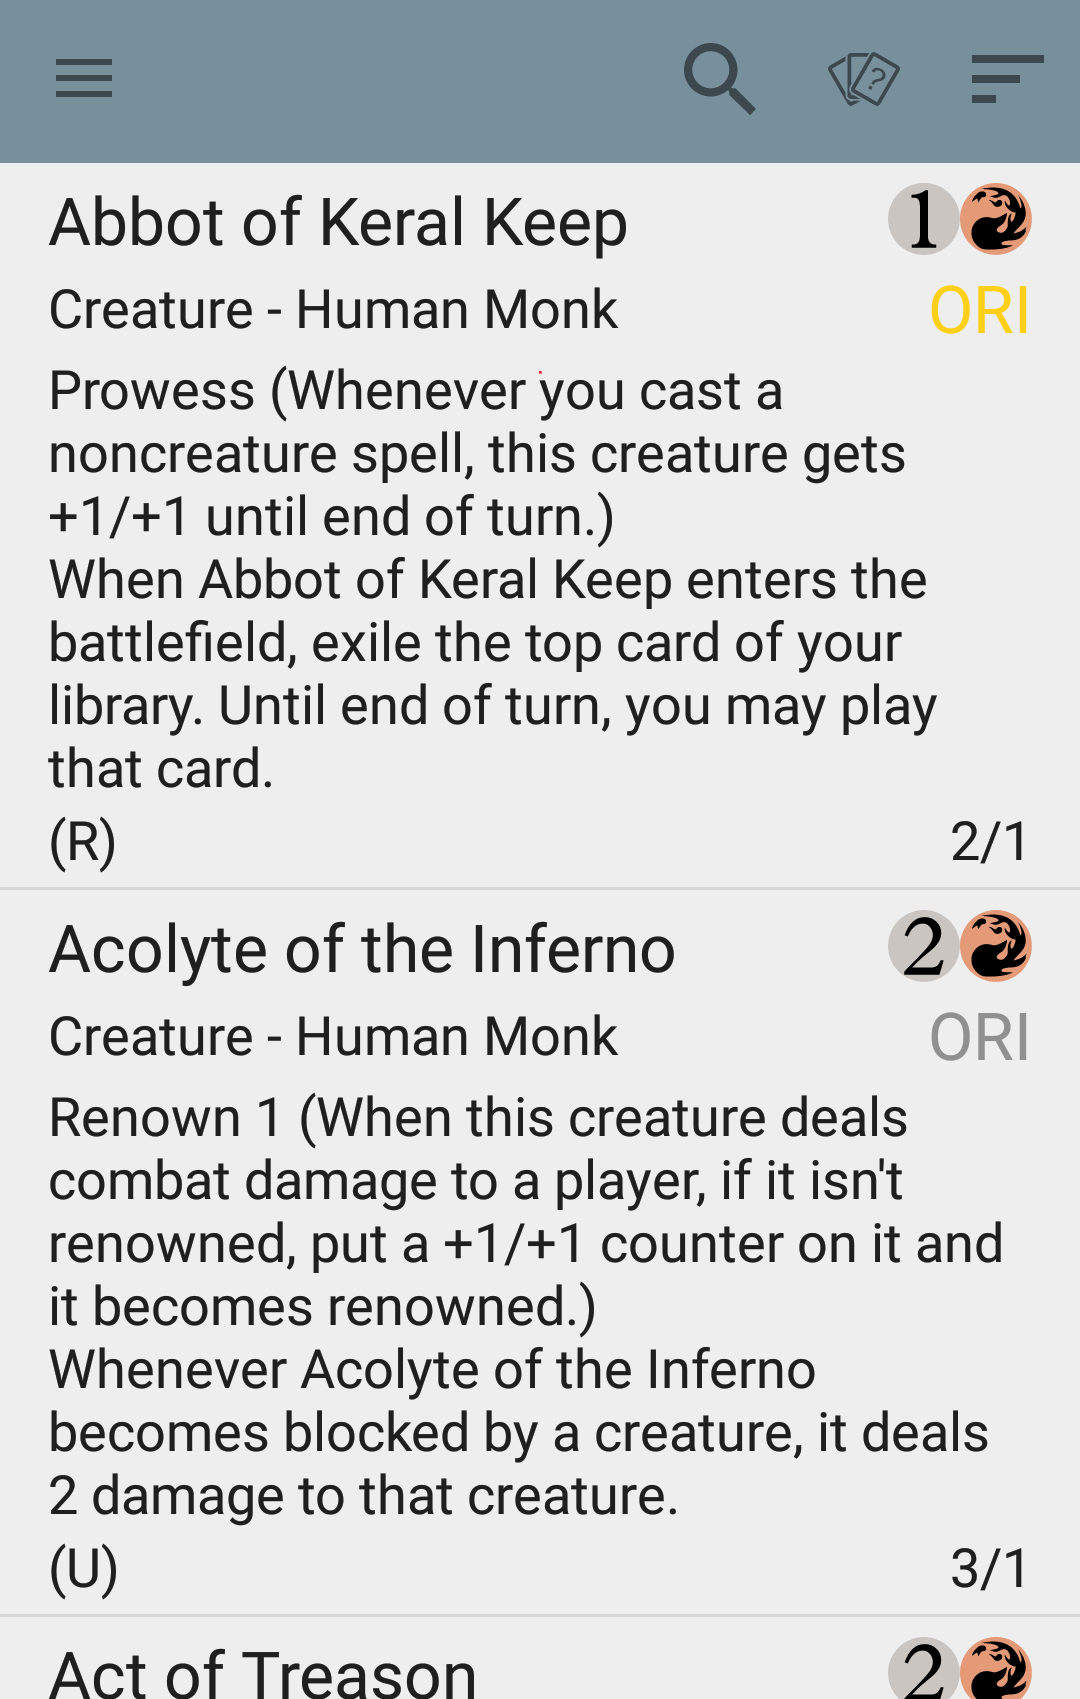 Abbot of Keral Keep 1
Creature - Human Monk ORI
Prowess (Whenever you cast a
noncreature spell, this creature gets
+1/+1 until end of turn.)
When Abbot of Keral Keep enters the
battlefield, exile the top card of your
library. Until end of turn, you may play
that card.
(R) 2/1
Acolyte of the Inferno 2
Creature - Human Monk ORI
Renown 1 (When this creature deals
combat damage to a player, if it isn't
renowned, put a +1/+1 counter on it and
it becomes renowned.)
Whenever Acolyte of the Inferno
becomes blocked by a creature, it deals
2 damage to that creature.
(U) 3/1
Act of Treason 2